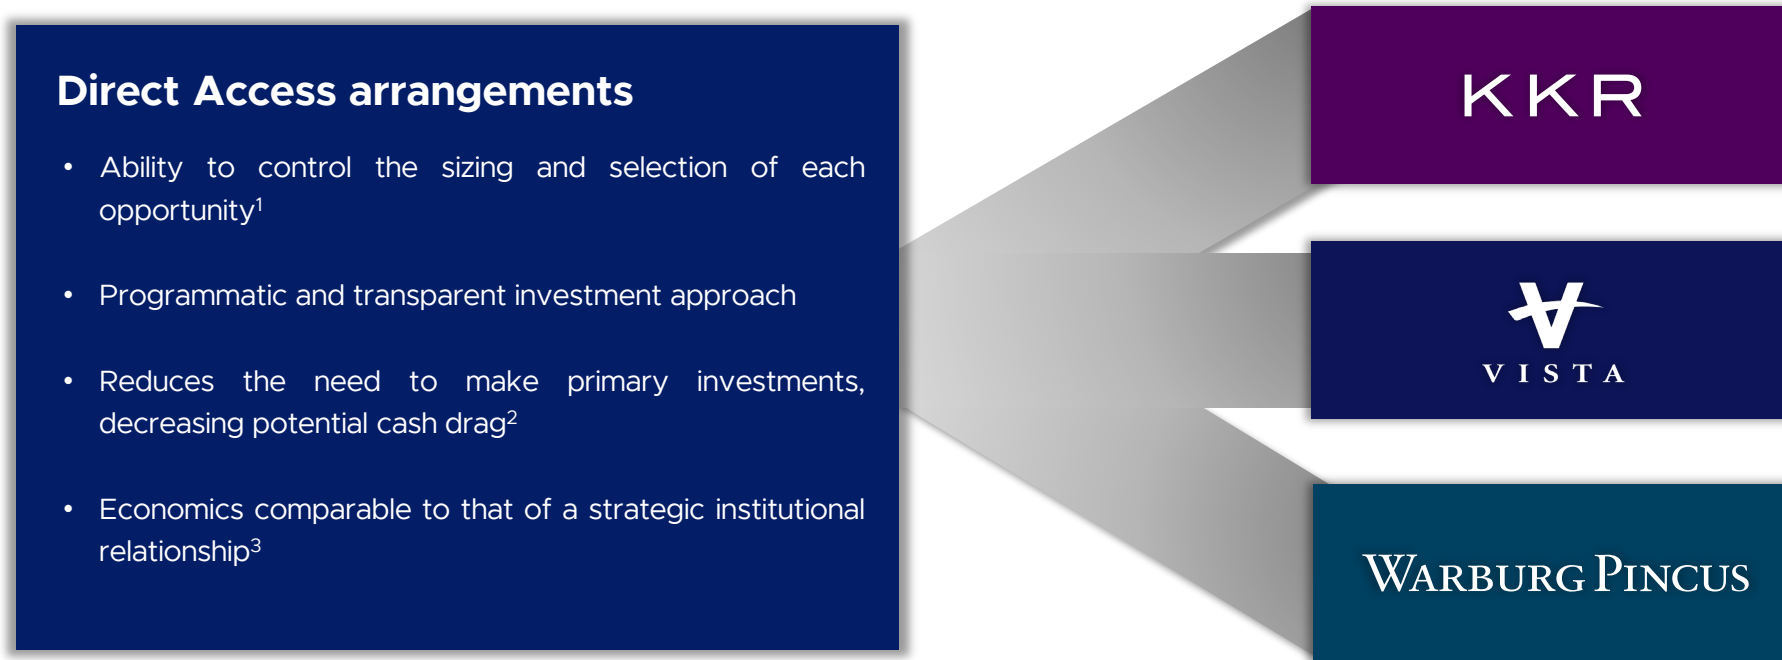 Direct Access arrangements
• Ability to control the sizing and selection of each
opportunity¹
• Programmatic and transparent investment approach
• Reduces the need to make primary investments,
decreasing potential cash drag²
• Economics comparable to that of a strategic institutional
relationship³
KKR
VISTA
WARBURG PINCUS